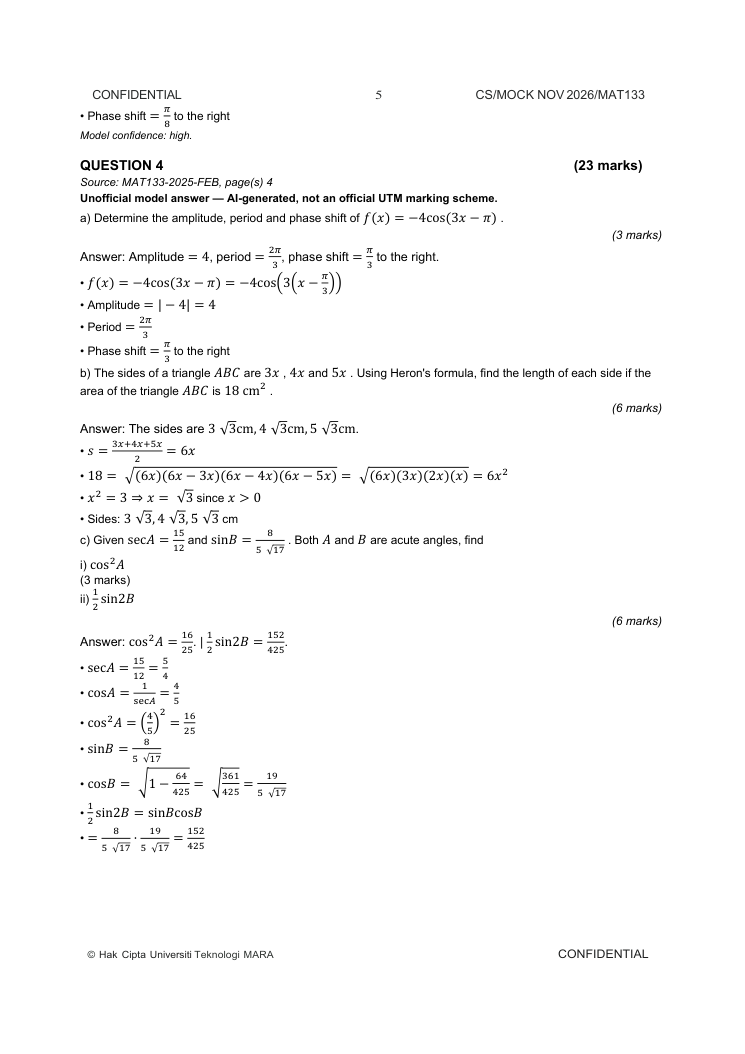 CONFIDENTIAL 5 CS/MOCK NOV 2026/MAT133
• Phase shift = π/8 to the right
Model confidence: high.
QUESTION 4 (23 marks)
Source: MAT133-2025-FEB, page(s) 4
Unofficial model answer — AI-generated, not an official UTM marking scheme.
a) Determine the amplitude, period and phase shift of f(x) = −4cos(3x − π) .
(3 marks)
Answer: Amplitude = 4, period = 2π/3, phase shift = π/3 to the right.
• f(x) = −4cos(3x − π) = −4cos(3(x − π/3))
• Amplitude = | − 4| = 4
• Period = 2π/3
• Phase shift = π/3 to the right
b) The sides of a triangle ABC are 3x , 4x and 5x . Using Heron's formula, find the length of each side if the
area of the triangle ABC is 18 cm² .
(6 marks)
Answer: The sides are 3 √3cm, 4 √3cm, 5 √3cm.
• s = (3x+4x+5x)/2 = 6x
• 18 = √((6x)(6x − 3x)(6x − 4x)(6x − 5x)) = √((6x)(3x)(2x)(x)) = 6x²
• x² = 3 ⇒ x = √3 since x > 0
• Sides: 3 √3, 4 √3, 5 √3 cm
c) Given secA = 15/12 and sinB = 8/(5 √17) . Both A and B are acute angles, find
i) cos²A
(3 marks)
ii) 1/2 sin2B
(6 marks)
Answer: cos²A = 16/25. | 1/2 sin2B = 152/425.
• secA = 15/12 = 5/4
• cosA = 1/secA = 4/5
• cos²A = (4/5)² = 16/25
• sinB = 8/(5 √17)
• cosB = √(1 − 64/425) = √(361/425) = 19/(5 √17)
• 1/2 sin2B = sinBcosB
• = 8/(5 √17) · 19/(5 √17) = 152/425
© Hak Cipta Universiti Teknologi MARA CONFIDENTIAL